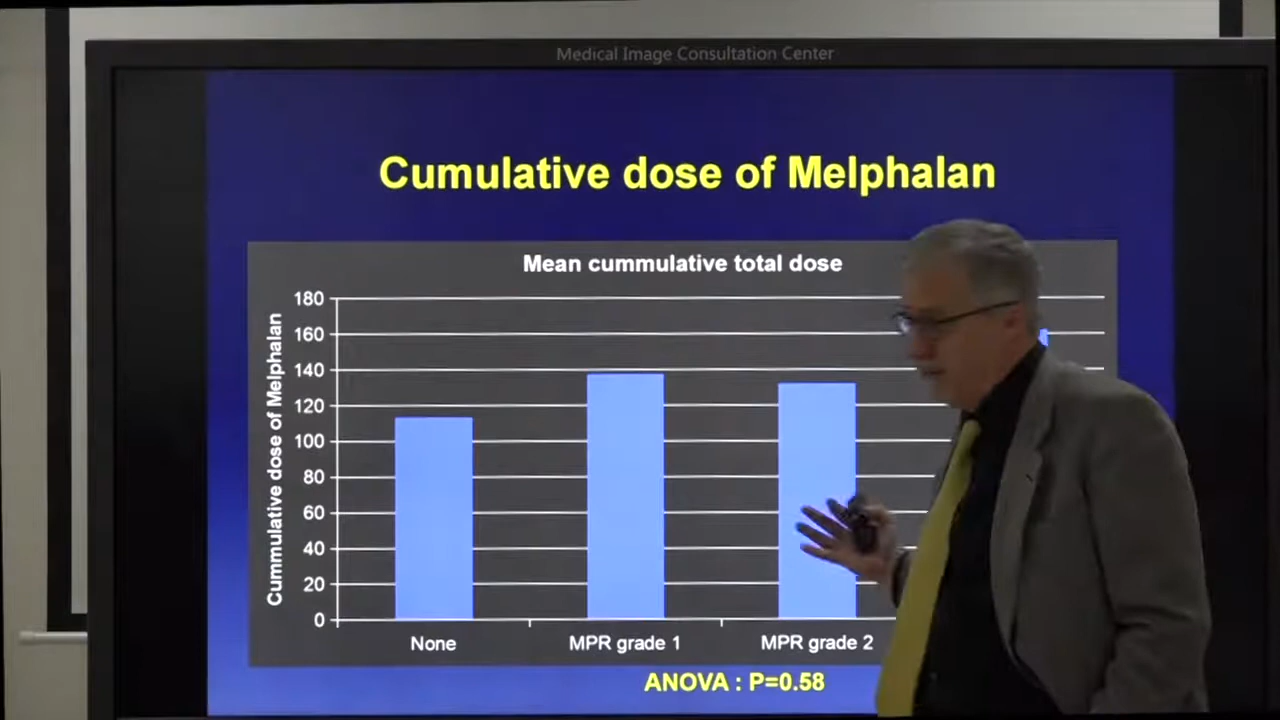 Medical Image Consultation Center
Cumulative dose of Melphalan
Mean cummulative total dose
Cummulative dose of Melphalan
180
160
140
120
100
80
60
40
20
0
None
MPR grade 1
MPR grade 2
ANOVA : P=0.58